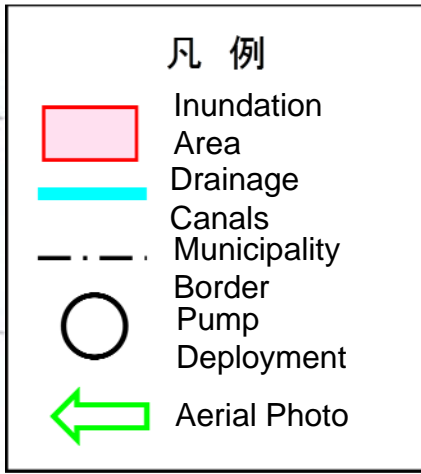 凡 例
Inundation
Area
Drainage
Canals
Municipality
Border
Pump
Deployment
Aerial Photo